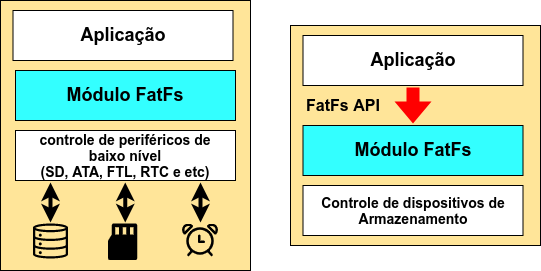 Aplicação
Módulo FatFs
controle de periféricos de
baixo nível
(SD, ATA, FTL, RTC e etc)
Aplicação
FatFs API
Módulo FatFs
Controle de dispositivos de
Armazenamento